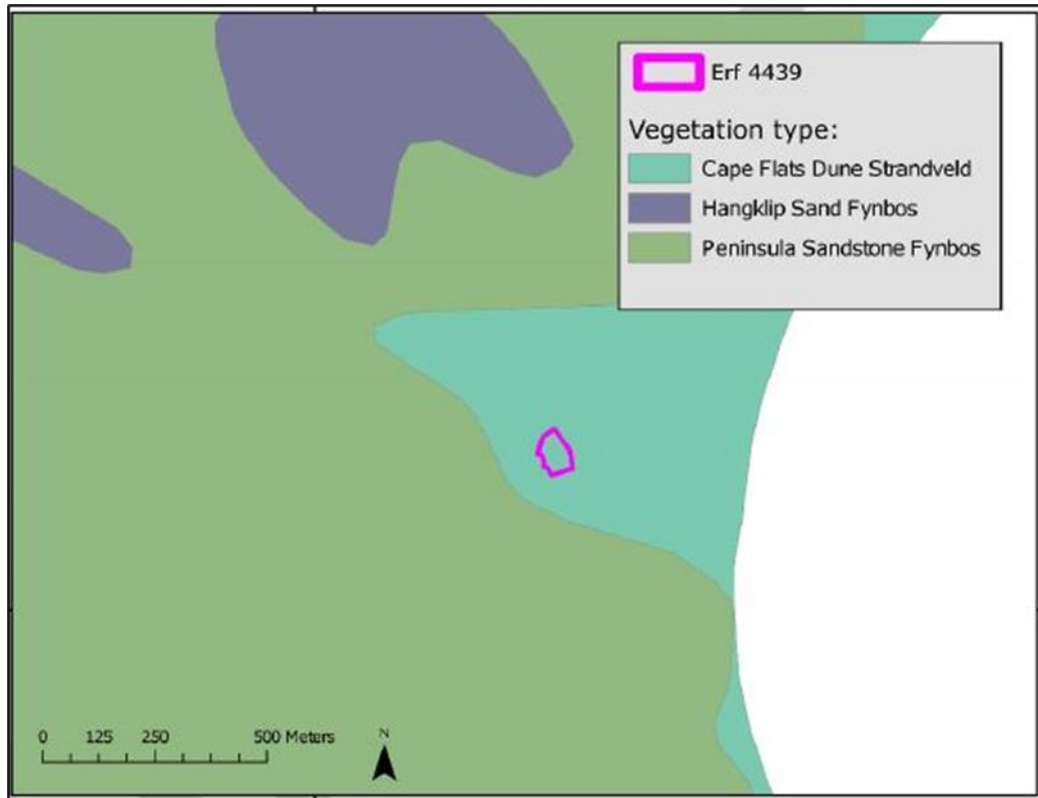 Erf 4439
Vegetation type:
Cape Flats Dune Strandveld
Hangklip Sand Fynbos
Peninsula Sandstone Fynbos
0 125 250 500 Meters
N